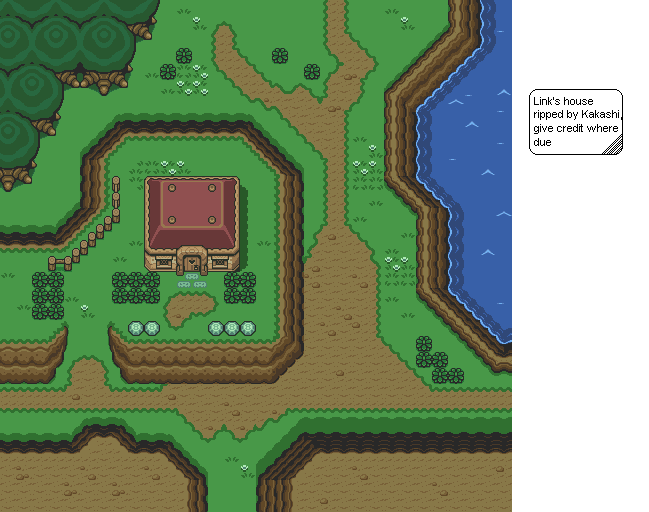 Link's house
ripped by Kakashi,
give credit where
due